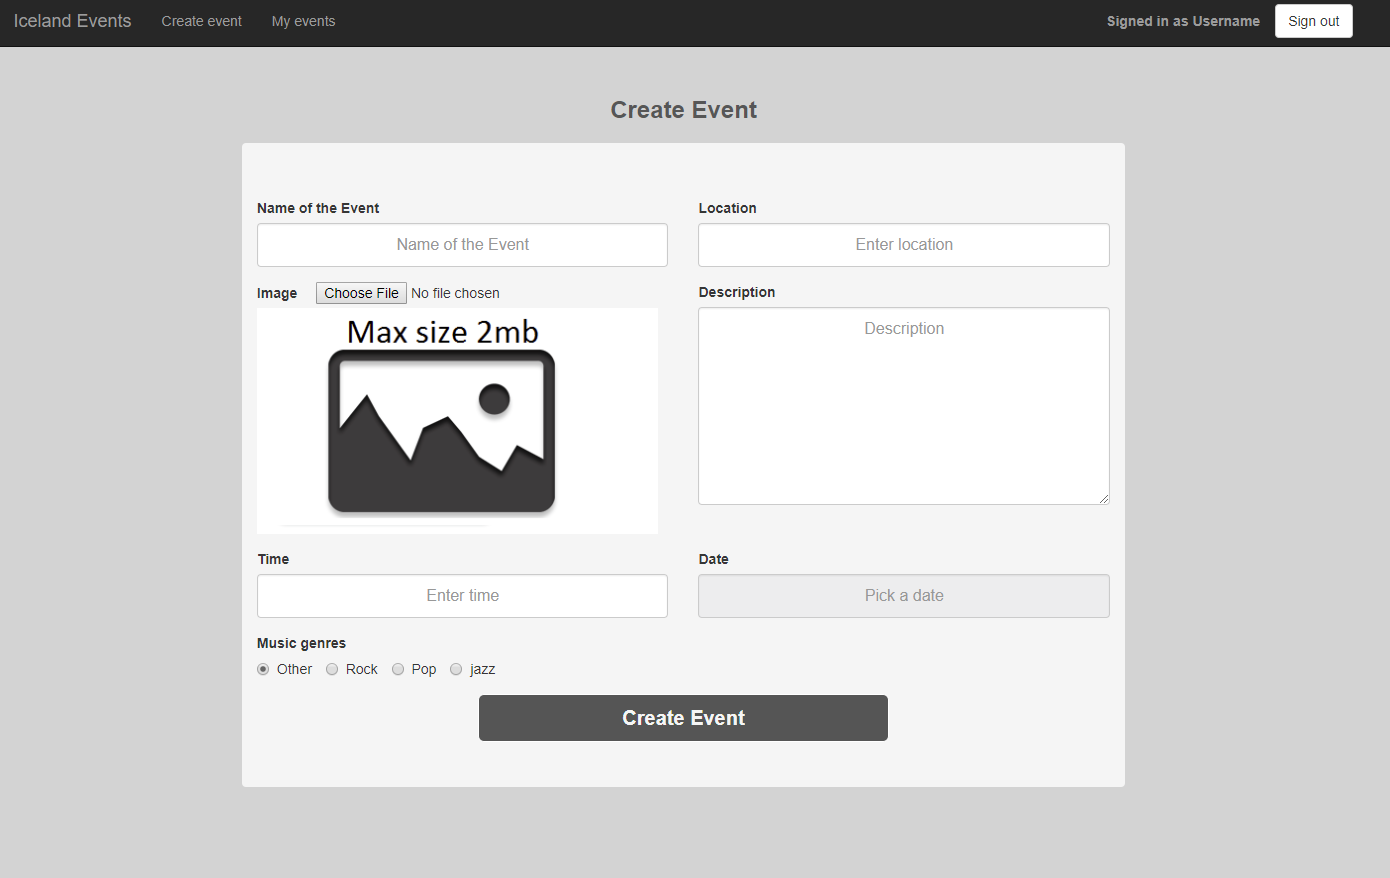 Iceland Events Create event My events Signed in as Username Sign out
Create Event
Name of the Event Location
Name of the Event Enter location
Image Choose File No file chosen Description
Max size 2mb Description
Time Date
Enter time Pick a date
Music genres
Other Rock Pop jazz
Create Event